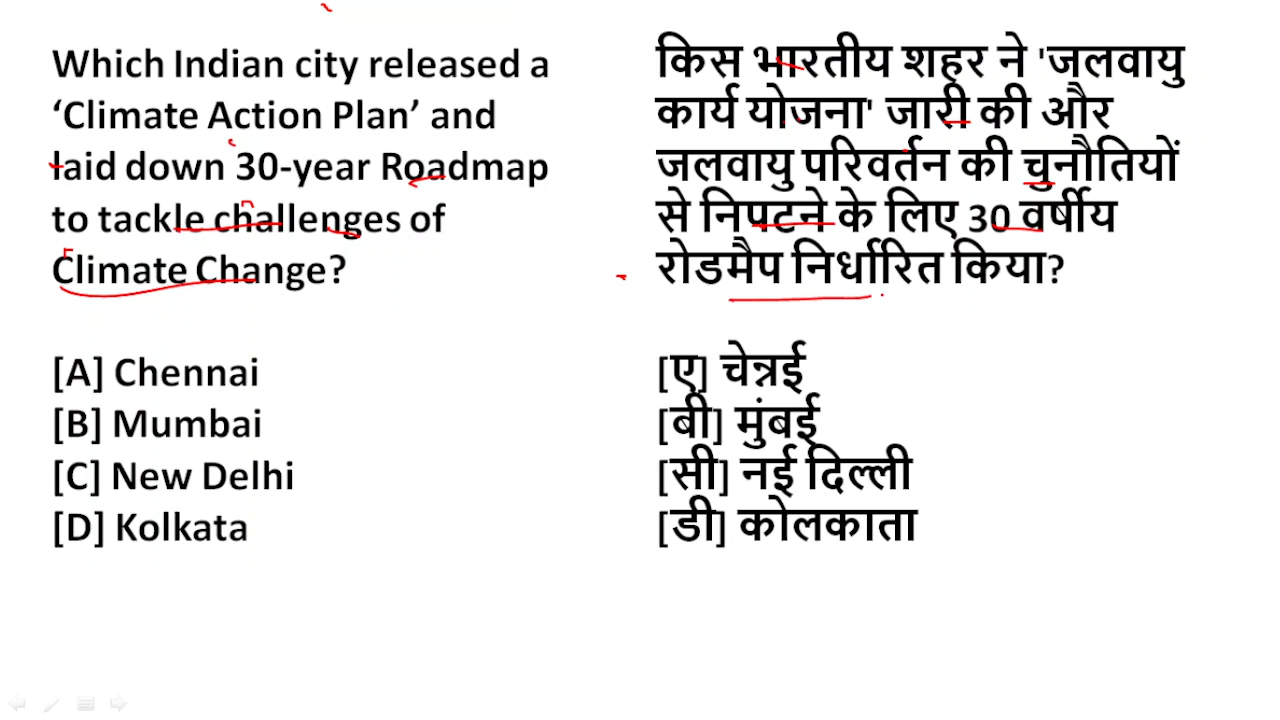 Which Indian city released a
‘Climate Action Plan’ and
laid down 30-year Roadmap
to tackle challenges of
Climate Change?
[A] Chennai
[B] Mumbai
[C] New Delhi
[D] Kolkata
किस भारतीय शहर ने 'जलवायु
कार्य योजना' जारी की और
जलवायु परिवर्तन की चुनौतियों
से निपटने के लिए 30 वर्षीय
रोडमैप निर्धारित किया?
[ए] चेन्नई
[बी] मुंबई
[सी] नई दिल्ली
[डी] कोलकाता